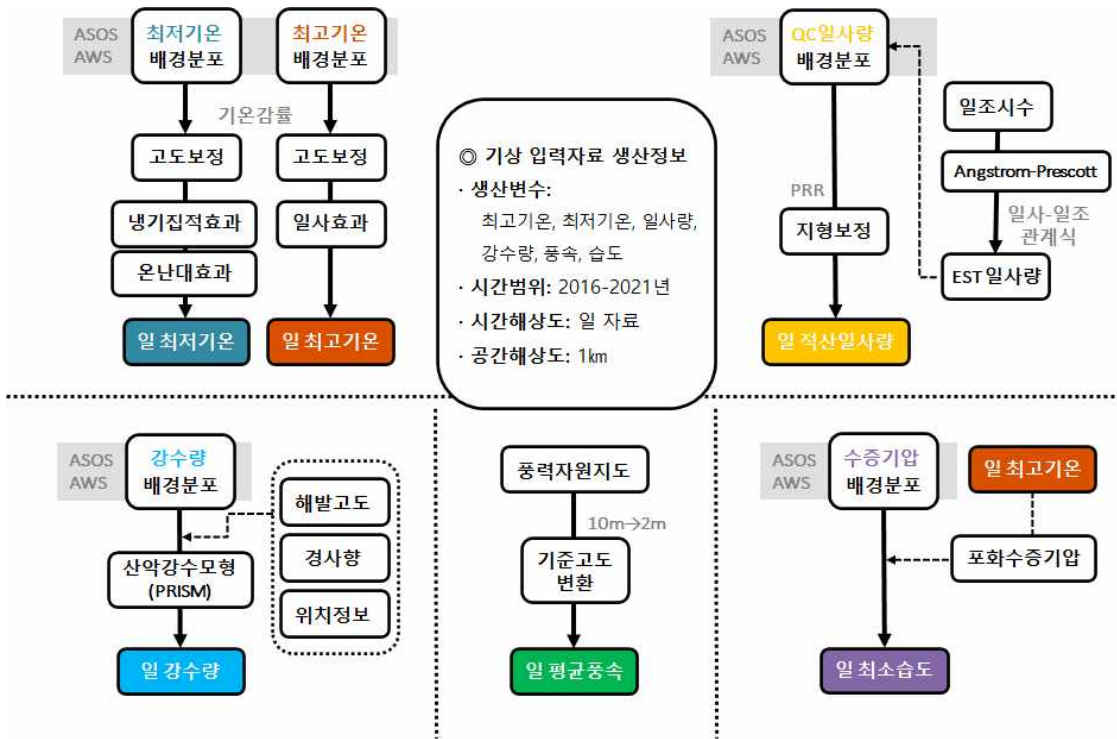 ASOS
AWS
최저기온
배경분포
최고기온
배경분포
기온감률
고도보정
고도보정
냉기집적효과
일사효과
온난대효과
일 최저기온
일 최고기온
◎ 기상 입력자료 생산정보
· 생산변수:
최고기온, 최저기온, 일사량,
강수량, 풍속, 습도
· 시간범위: 2016-2021년
· 시간해상도: 일 자료
· 공간해상도: 1㎞
ASOS
AWS
QC일사량
배경분포
일조시수
Angstrom-Prescott
PRR
일사-일조
관계식
지형보정
EST일사량
일 적산일사량
ASOS
AWS
강수량
배경분포
해발고도
경사향
위치정보
산악강수모형
(PRISM)
일 강수량
풍력자원지도
10m→2m
기준고도
변환
일 평균풍속
ASOS
AWS
수증기압
배경분포
일 최고기온
포화수증기압
일 최소습도